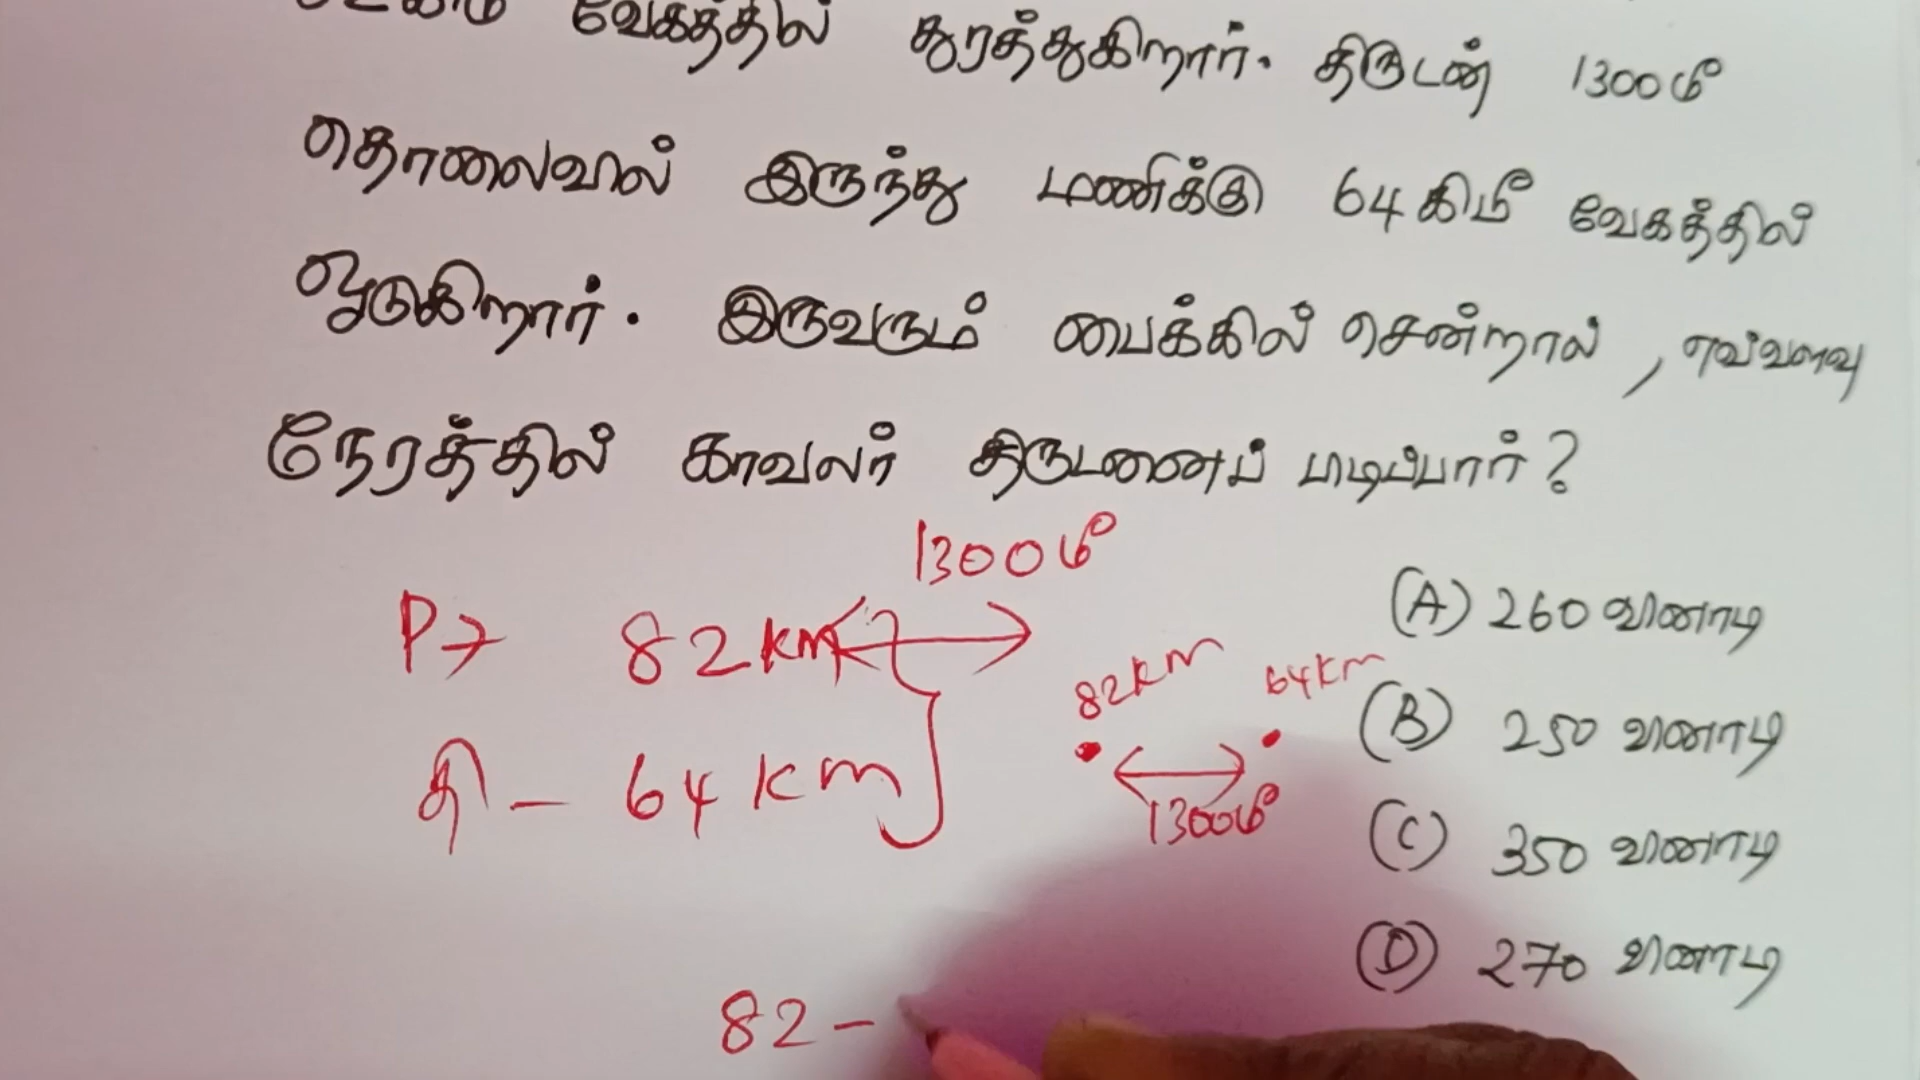 வேகத்தில் துரத்துகிறார். திருடன் 1300மீ
தொலைவில் இருந்து மணிக்கு 64கிமீ வேகத்தில்
ஓடுகிறார். இருவரும் பைக்கில் சென்றால், எவ்வளவு
நேரத்தில் காவலர் திருடனைப் பிடிப்பார்?
1300மீ
P→ 82km
தி - 64km
82km 64km
1300மீ
(A) 260 வினாடி
(B) 250 வினாடி
(C) 350 வினாடி
(D) 270 வினாடி
82-